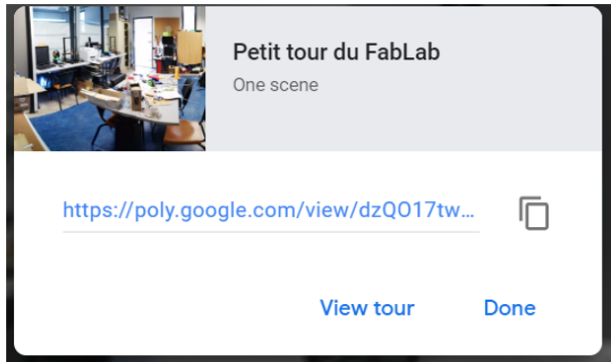 Petit tour du FabLab
One scene
https://poly.google.com/view/dzQO17tw...
View tour
Done